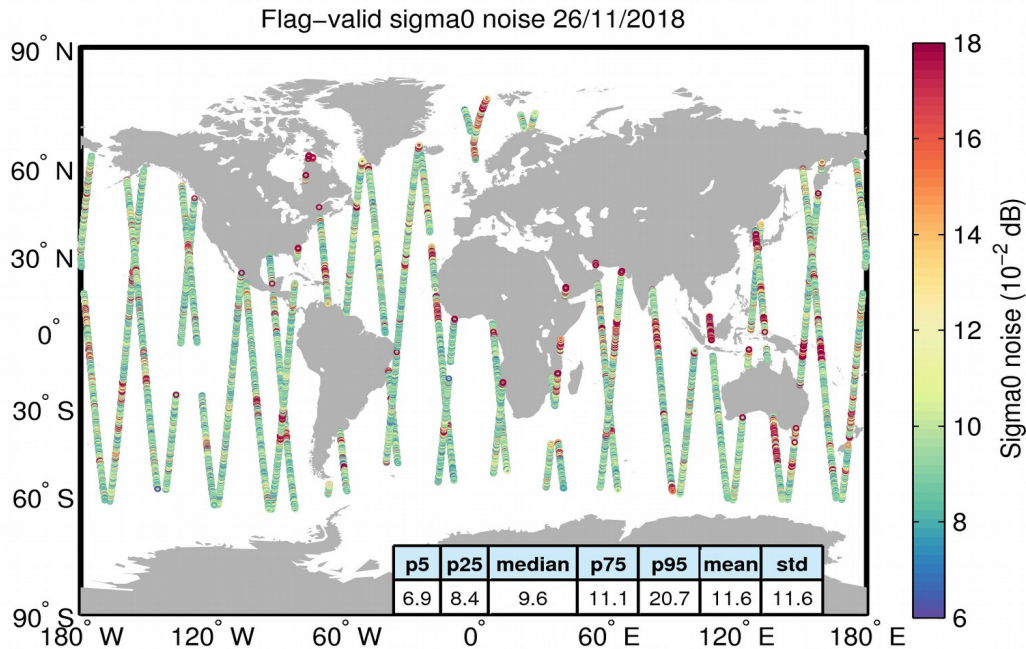 Flag−valid sigma0 noise 26/11/2018
90° N
60° N
30° N
0°
30° S
60° S
90° S
180° W
120° W
60° W
0°
60° E
120° E
180° E
p5 p25 median p75 p95 mean std
6.9 8.4 9.6 11.1 20.7 11.6 11.6
18
16
14
12
10
8
6
Sigma0 noise (10⁻² dB)